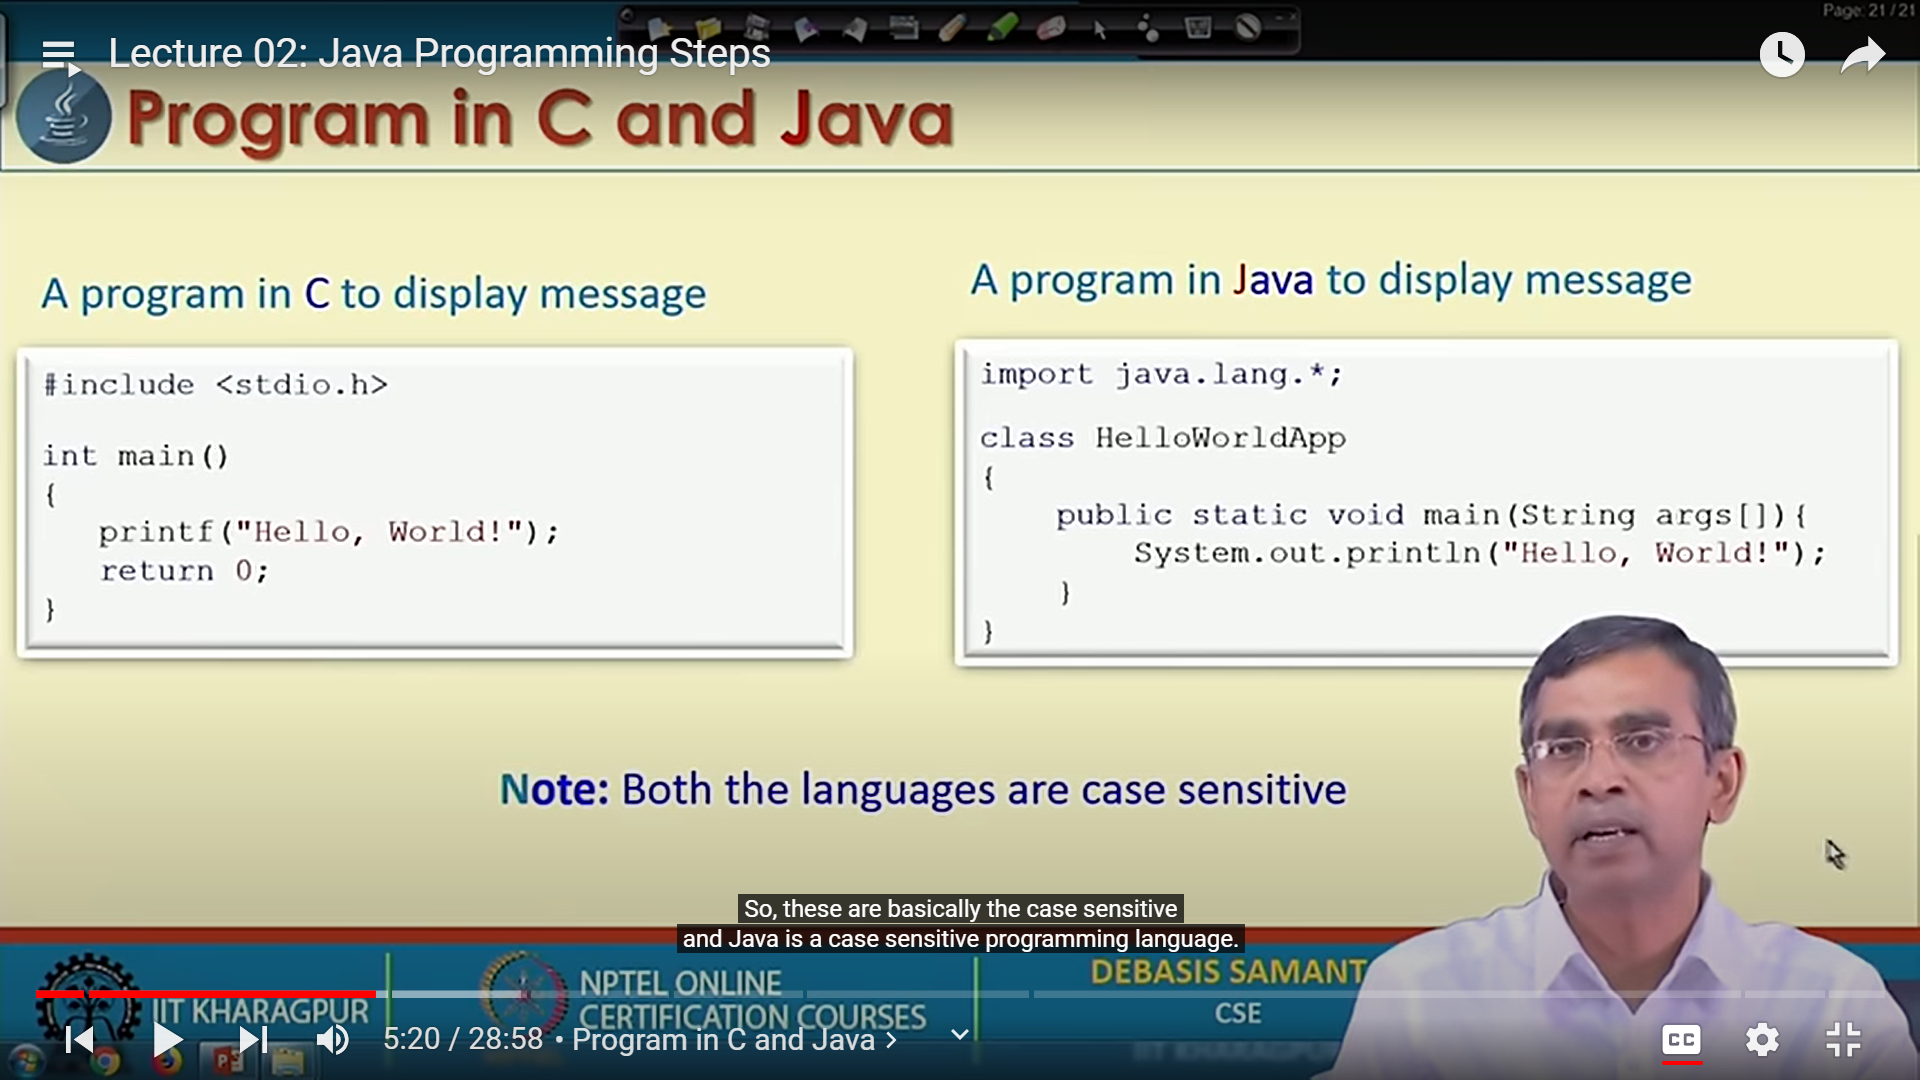 Page: 21/21
Lecture 02: Java Programming Steps
Program in C and Java
A program in C to display message
#include <stdio.h>
int main()
{
printf("Hello, World!");
return 0;
}
A program in Java to display message
import java.lang.*;
class HelloWorldApp
{
public static void main(String args[]){
System.out.println("Hello, World!");
}
}
Note: Both the languages are case sensitive
So, these are basically the case sensitive
and Java is a case sensitive programming language.
IIT KHARAGPUR
NPTEL ONLINE
CERTIFICATION COURSES
DEBASIS SAMANT
CSE
5:20 / 28:58 • Program in C and Java >
CC